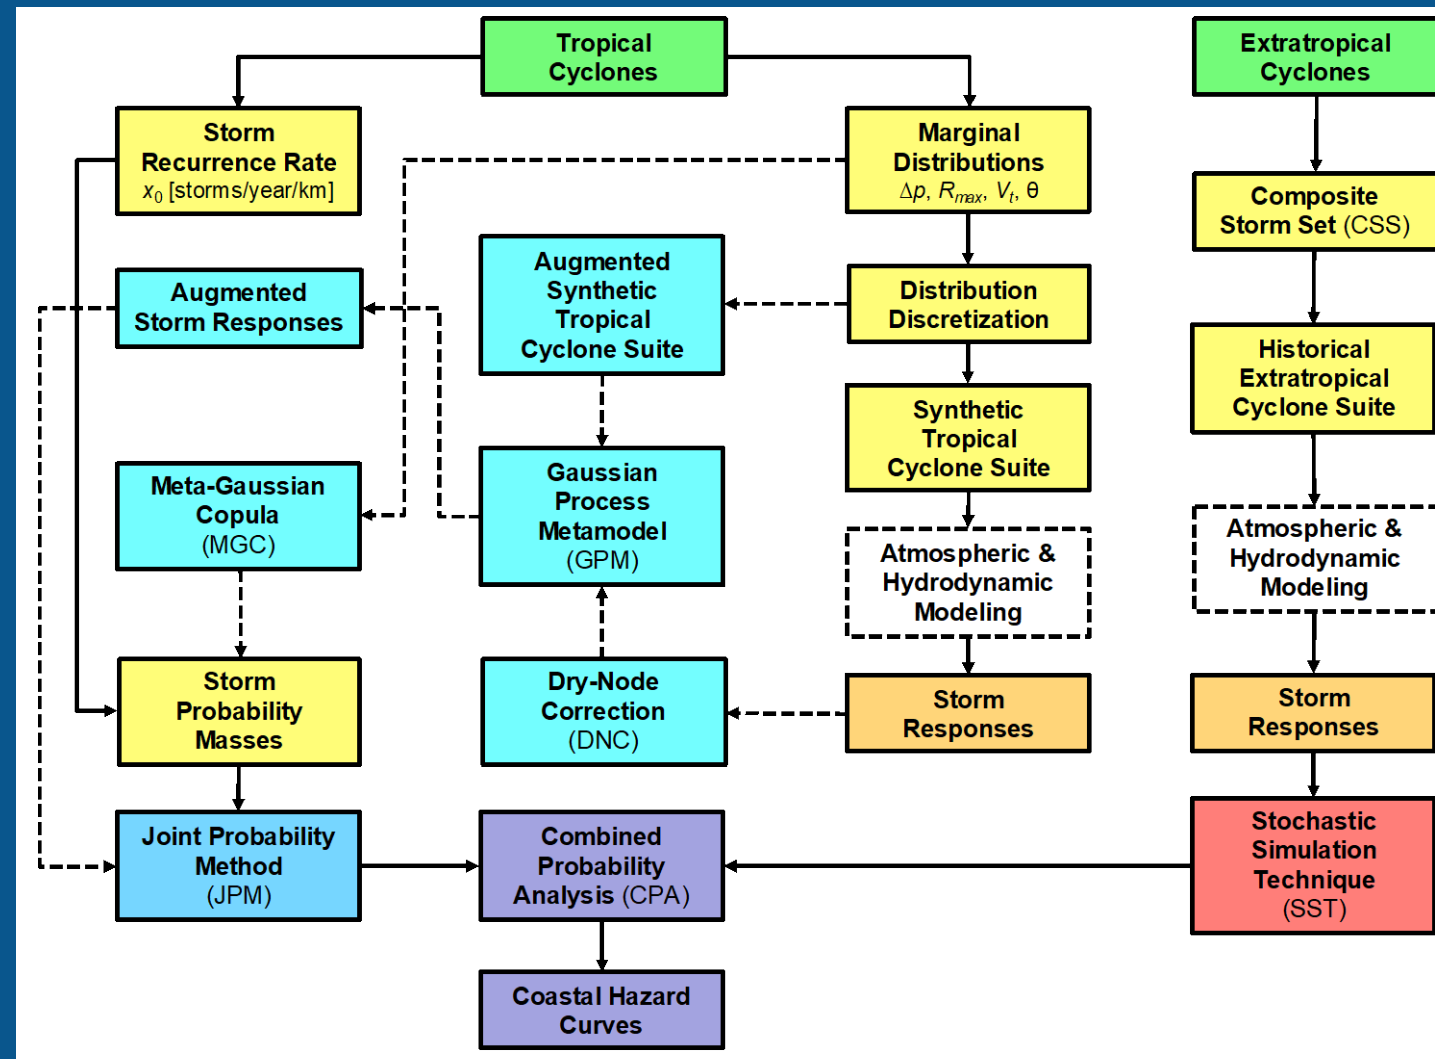 Tropical
Cyclones
Extratropical
Cyclones
Storm
Recurrence Rate
x₀ [storms/year/km]
Marginal
Distributions
Δp, Rₘₐₓ, Vₜ, θ
Composite
Storm Set (CSS)
Augmented
Synthetic
Tropical
Cyclone Suite
Augmented
Storm Responses
Distribution
Discretization
Historical
Extratropical
Cyclone Suite
Synthetic
Tropical
Cyclone Suite
Meta-Gaussian
Copula
(MGC)
Gaussian
Process
Metamodel
(GPM)
Atmospheric &
Hydrodynamic
Modeling
Atmospheric &
Hydrodynamic
Modeling
Storm
Probability
Masses
Dry-Node
Correction
(DNC)
Storm
Responses
Storm
Responses
Joint Probability
Method
(JPM)
Combined
Probability
Analysis (CPA)
Stochastic
Simulation
Technique
(SST)
Coastal Hazard
Curves